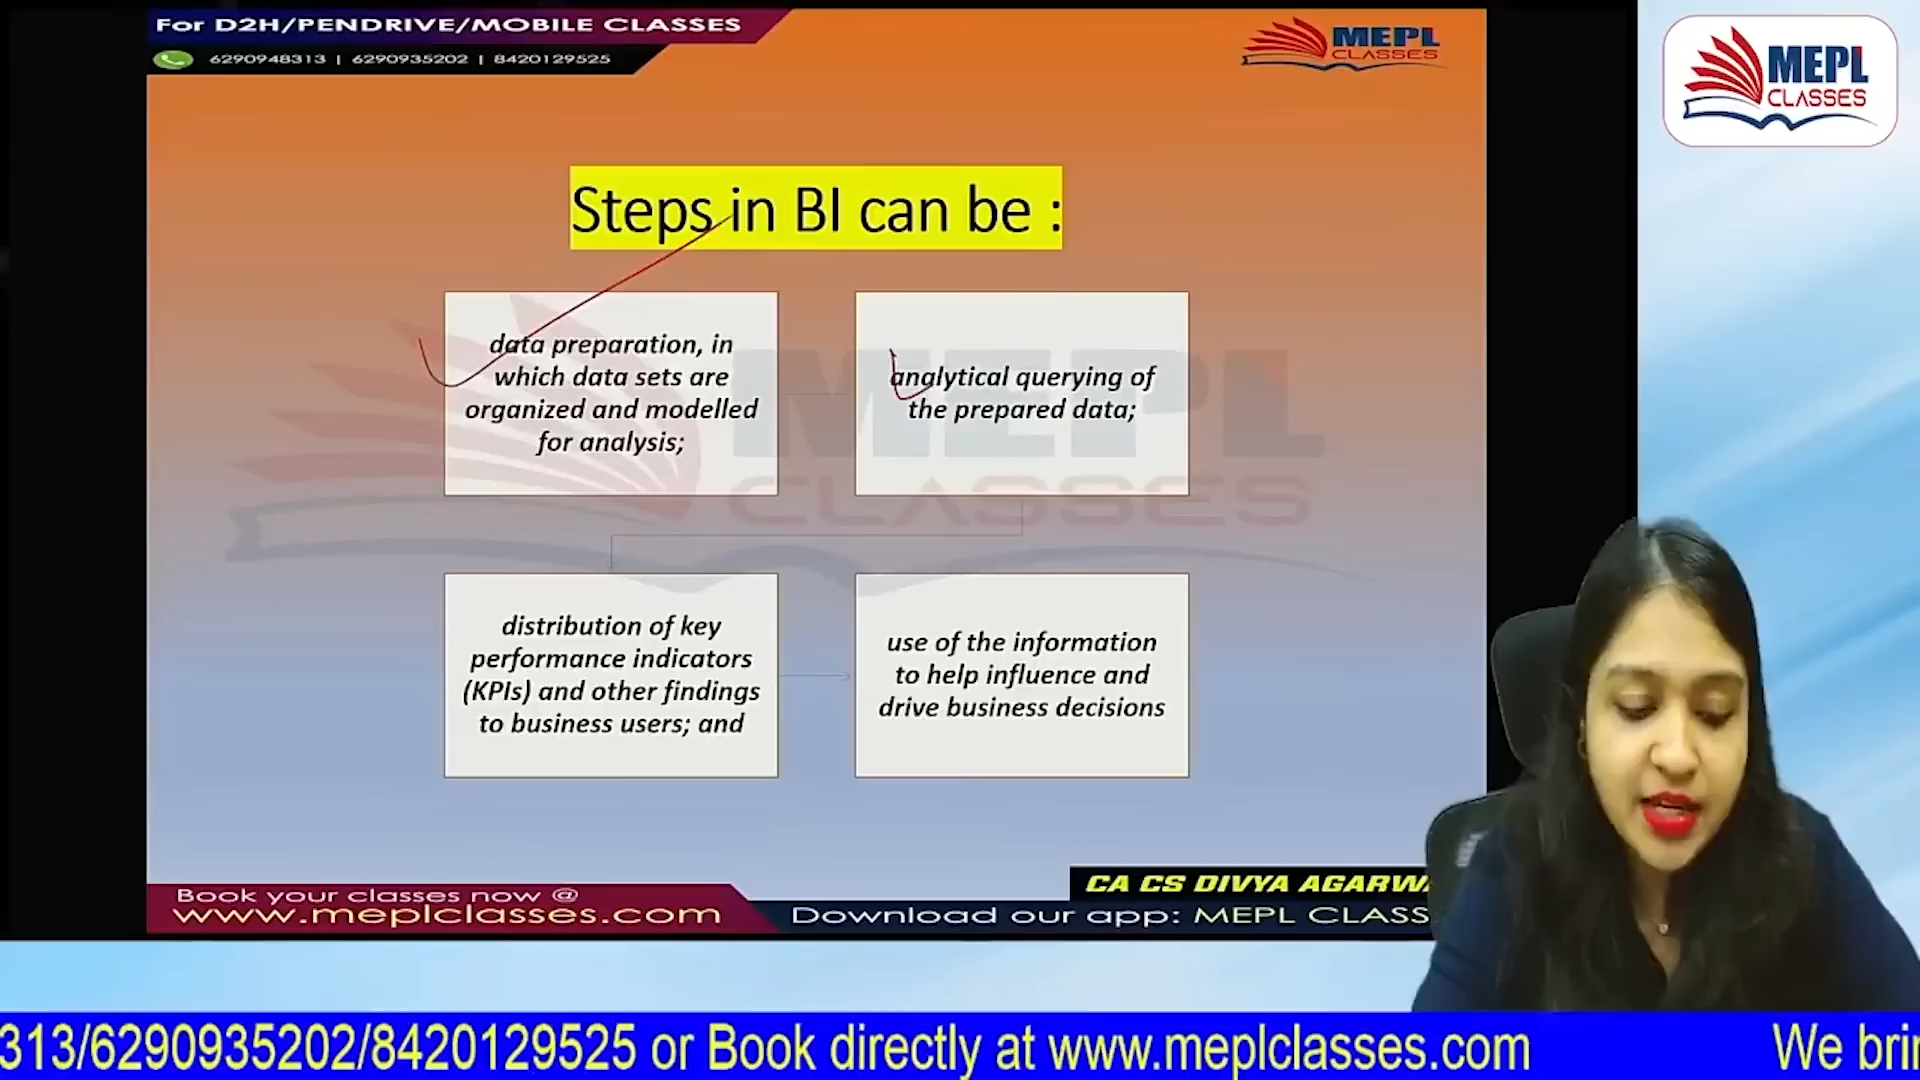 For D2H/PENDRIVE/MOBILE CLASSES
6290948313 | 6290935202 | 8420129525
MEPL
CLASSES
MEPL
CLASSES
Steps in BI can be :
data preparation, in
which data sets are
organized and modelled
for analysis;
analytical querying of
the prepared data;
MEPL
CLASSES
distribution of key
performance indicators
(KPIs) and other findings
to business users; and
use of the information
to help influence and
drive business decisions
CA CS DIVYA AGARW
Book your classes now @
www.meplclasses.com
Download our app: MEPL CLASS
313/6290935202/8420129525 or Book directly at www.meplclasses.com
We brin